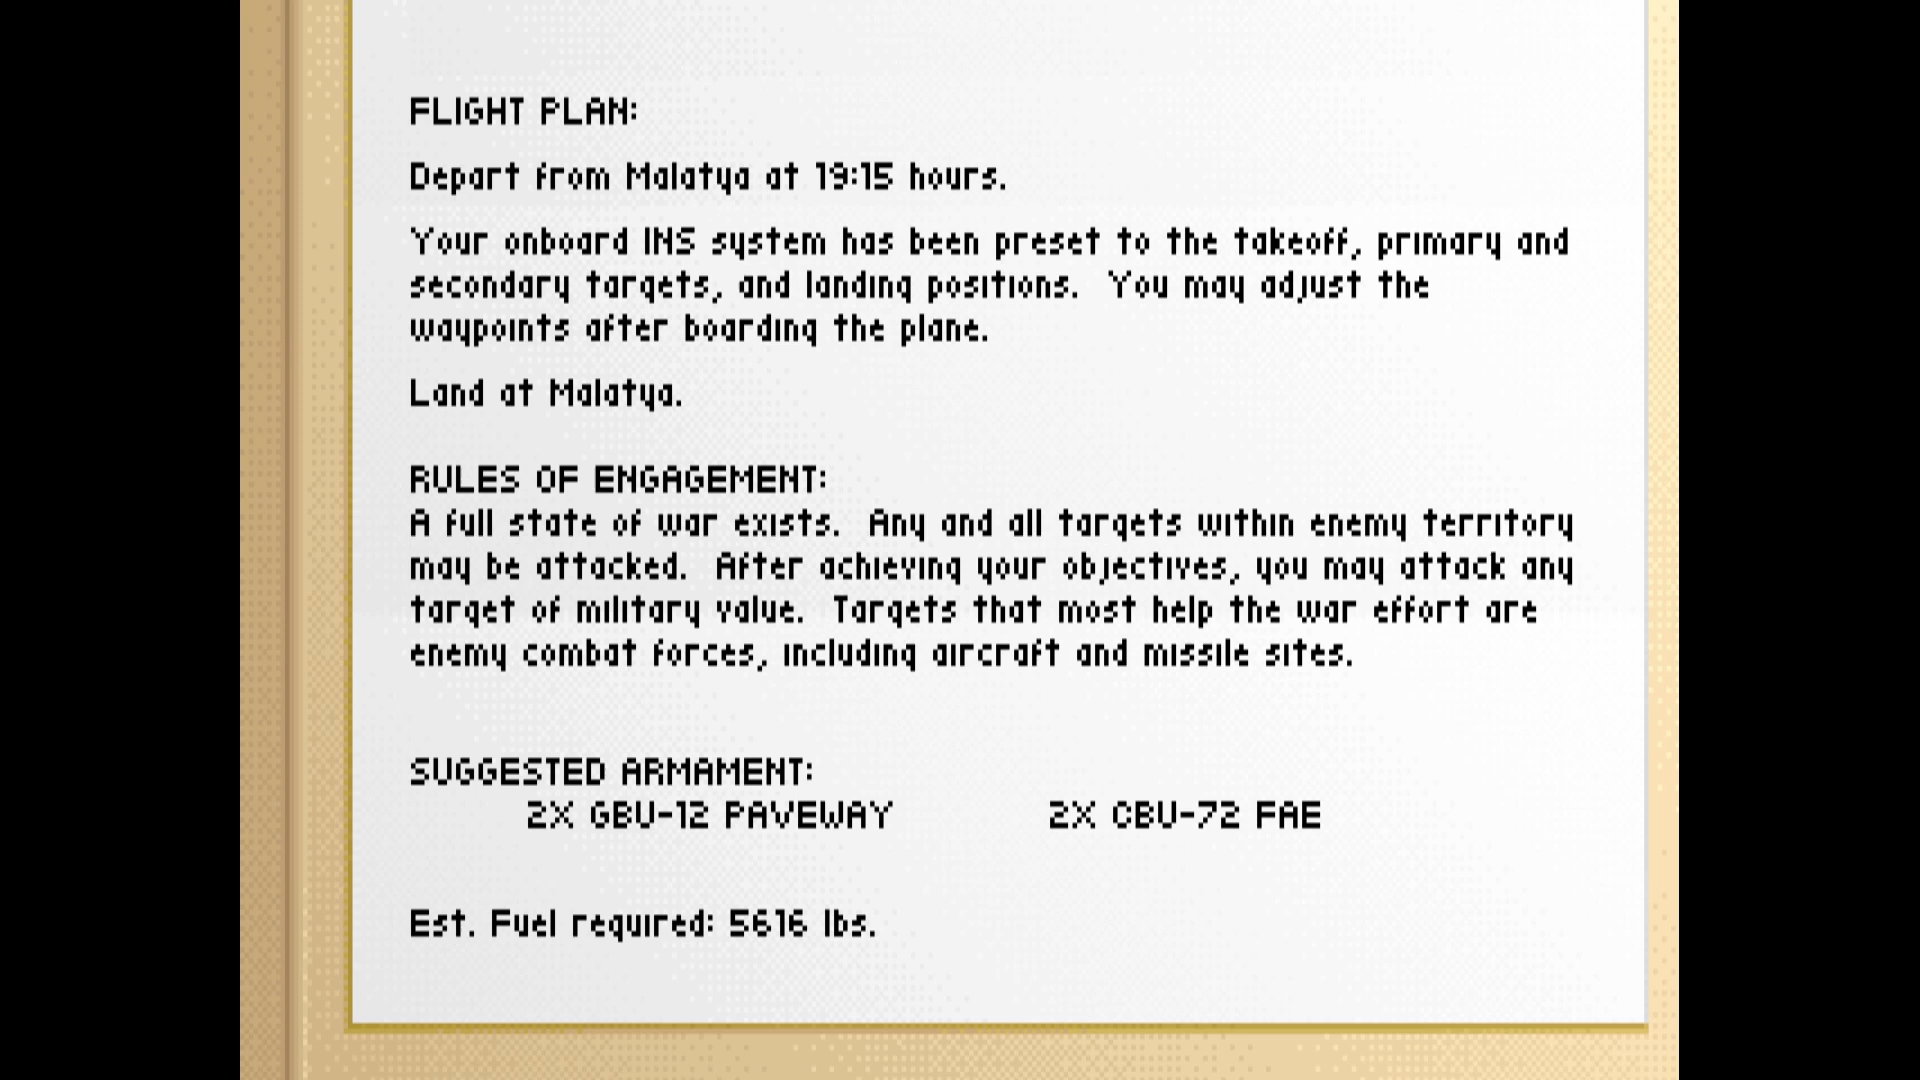 FLIGHT PLAN:
Depart from Malatya at 19:15 hours.
Your onboard INS system has been preset to the takeoff, primary and
secondary targets, and landing positions.  You may adjust the
waypoints after boarding the plane.
Land at Malatya.
RULES OF ENGAGEMENT:
A full state of war exists.  Any and all targets within enemy territory
may be attacked.  After achieving your objectives, you may attack any
target of military value.  Targets that most help the war effort are
enemy combat forces, including aircraft and missile sites.
SUGGESTED ARMAMENT:
2X GBU-12 PAVEWAY 2X CBU-72 FAE
Est. Fuel required: 5616 lbs.